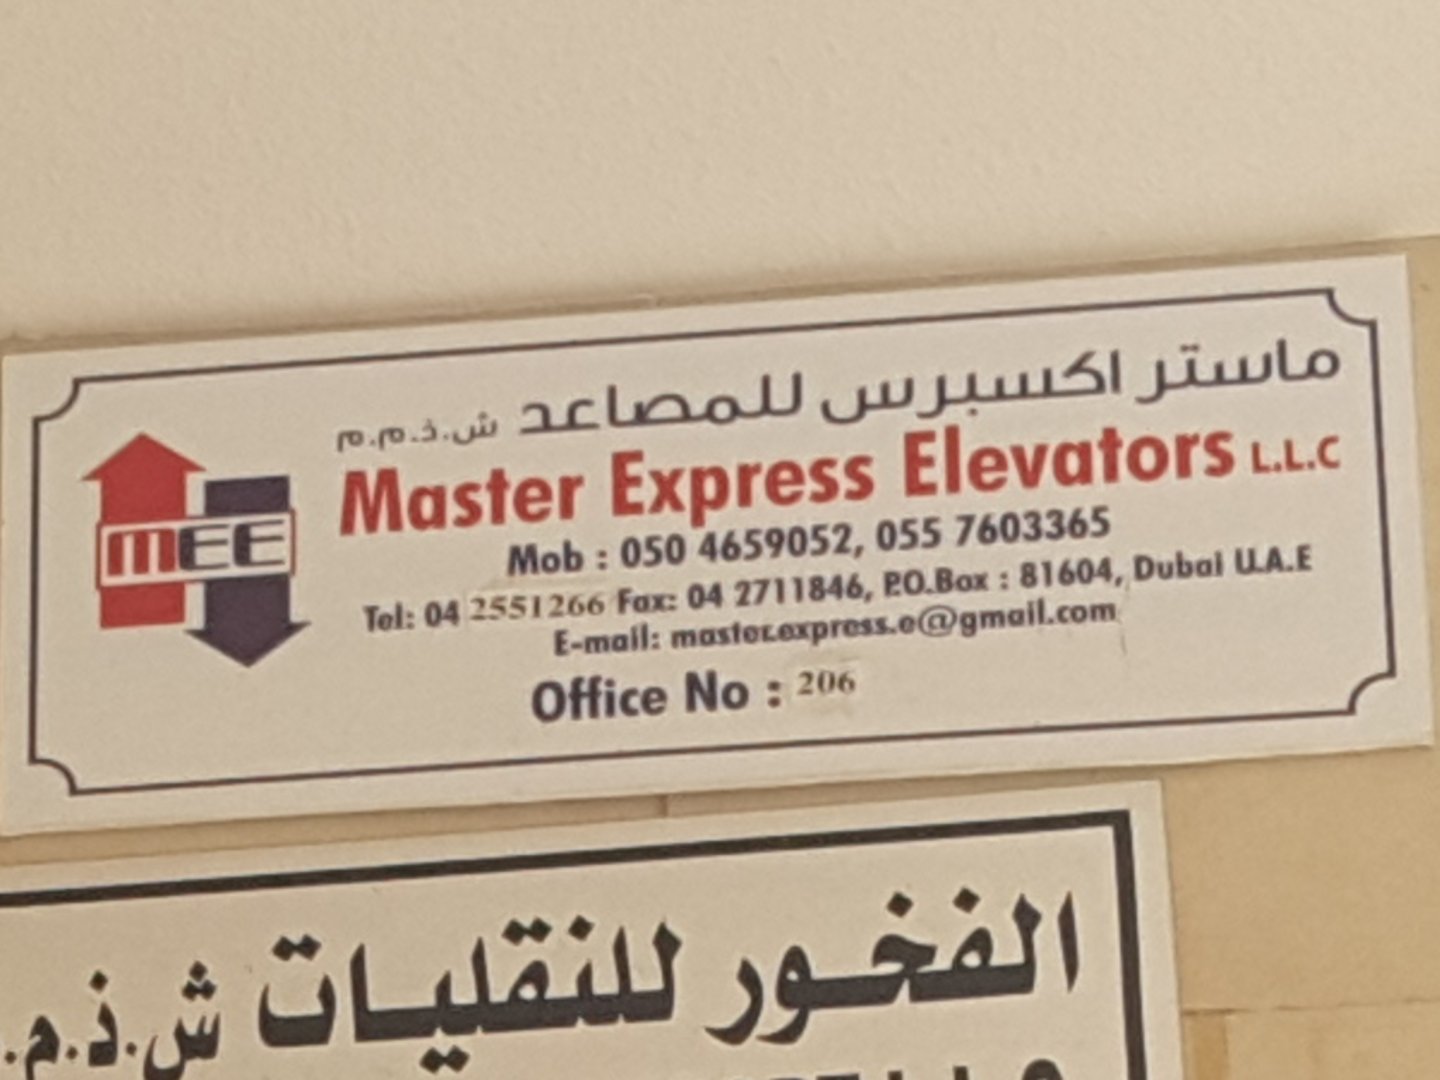 ماستر اكسبرس للمصاعد ش.ذ.م.م
Master Express Elevators L.L.C
MEE
Mob : 050 4659052, 055 7603365
Tel: 04 2551266 Fax: 04 2711846, P.O.Box : 81604, Dubai U.A.E
E-mail: master.express.e@gmail.com
Office No : 206
الفخور للنقليات ش.ذ.م.